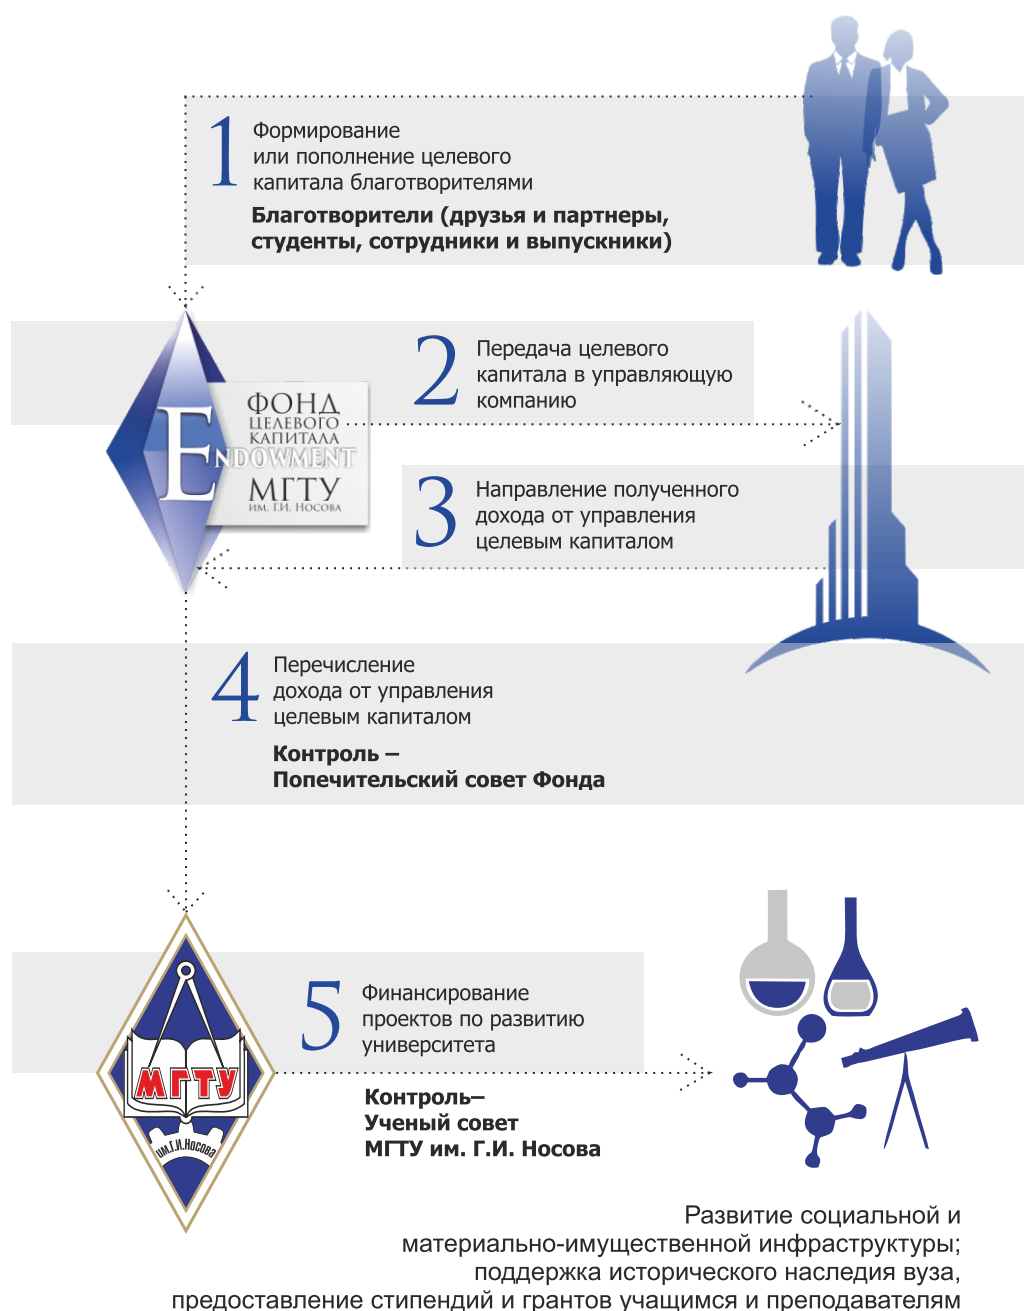 1
Формирование
или пополнение целевого
капитала благотворителями
Благотворители (друзья и партнеры,
студенты, сотрудники и выпускники)
2
Передача целевого
капитала в управляющую
компанию
ФОНД
ЦЕЛЕВОГО
КАПИТАЛА
ENDOWMENT
МГТУ
ИМ. Г.И. НОСОВА
3
Направление полученного
дохода от управления
целевым капиталом
4
Перечисление
дохода от управления
целевым капиталом
Контроль –
Попечительский совет Фонда
5
Финансирование
проектов по развитию
университета
МГТУ
им.Г.И.Носова
Контроль–
Ученый совет
МГТУ им. Г.И. Носова
Развитие социальной и
материально-имущественной инфраструктуры;
поддержка исторического наследия вуза,
предоставление стипендий и грантов учащимся и преподавателям